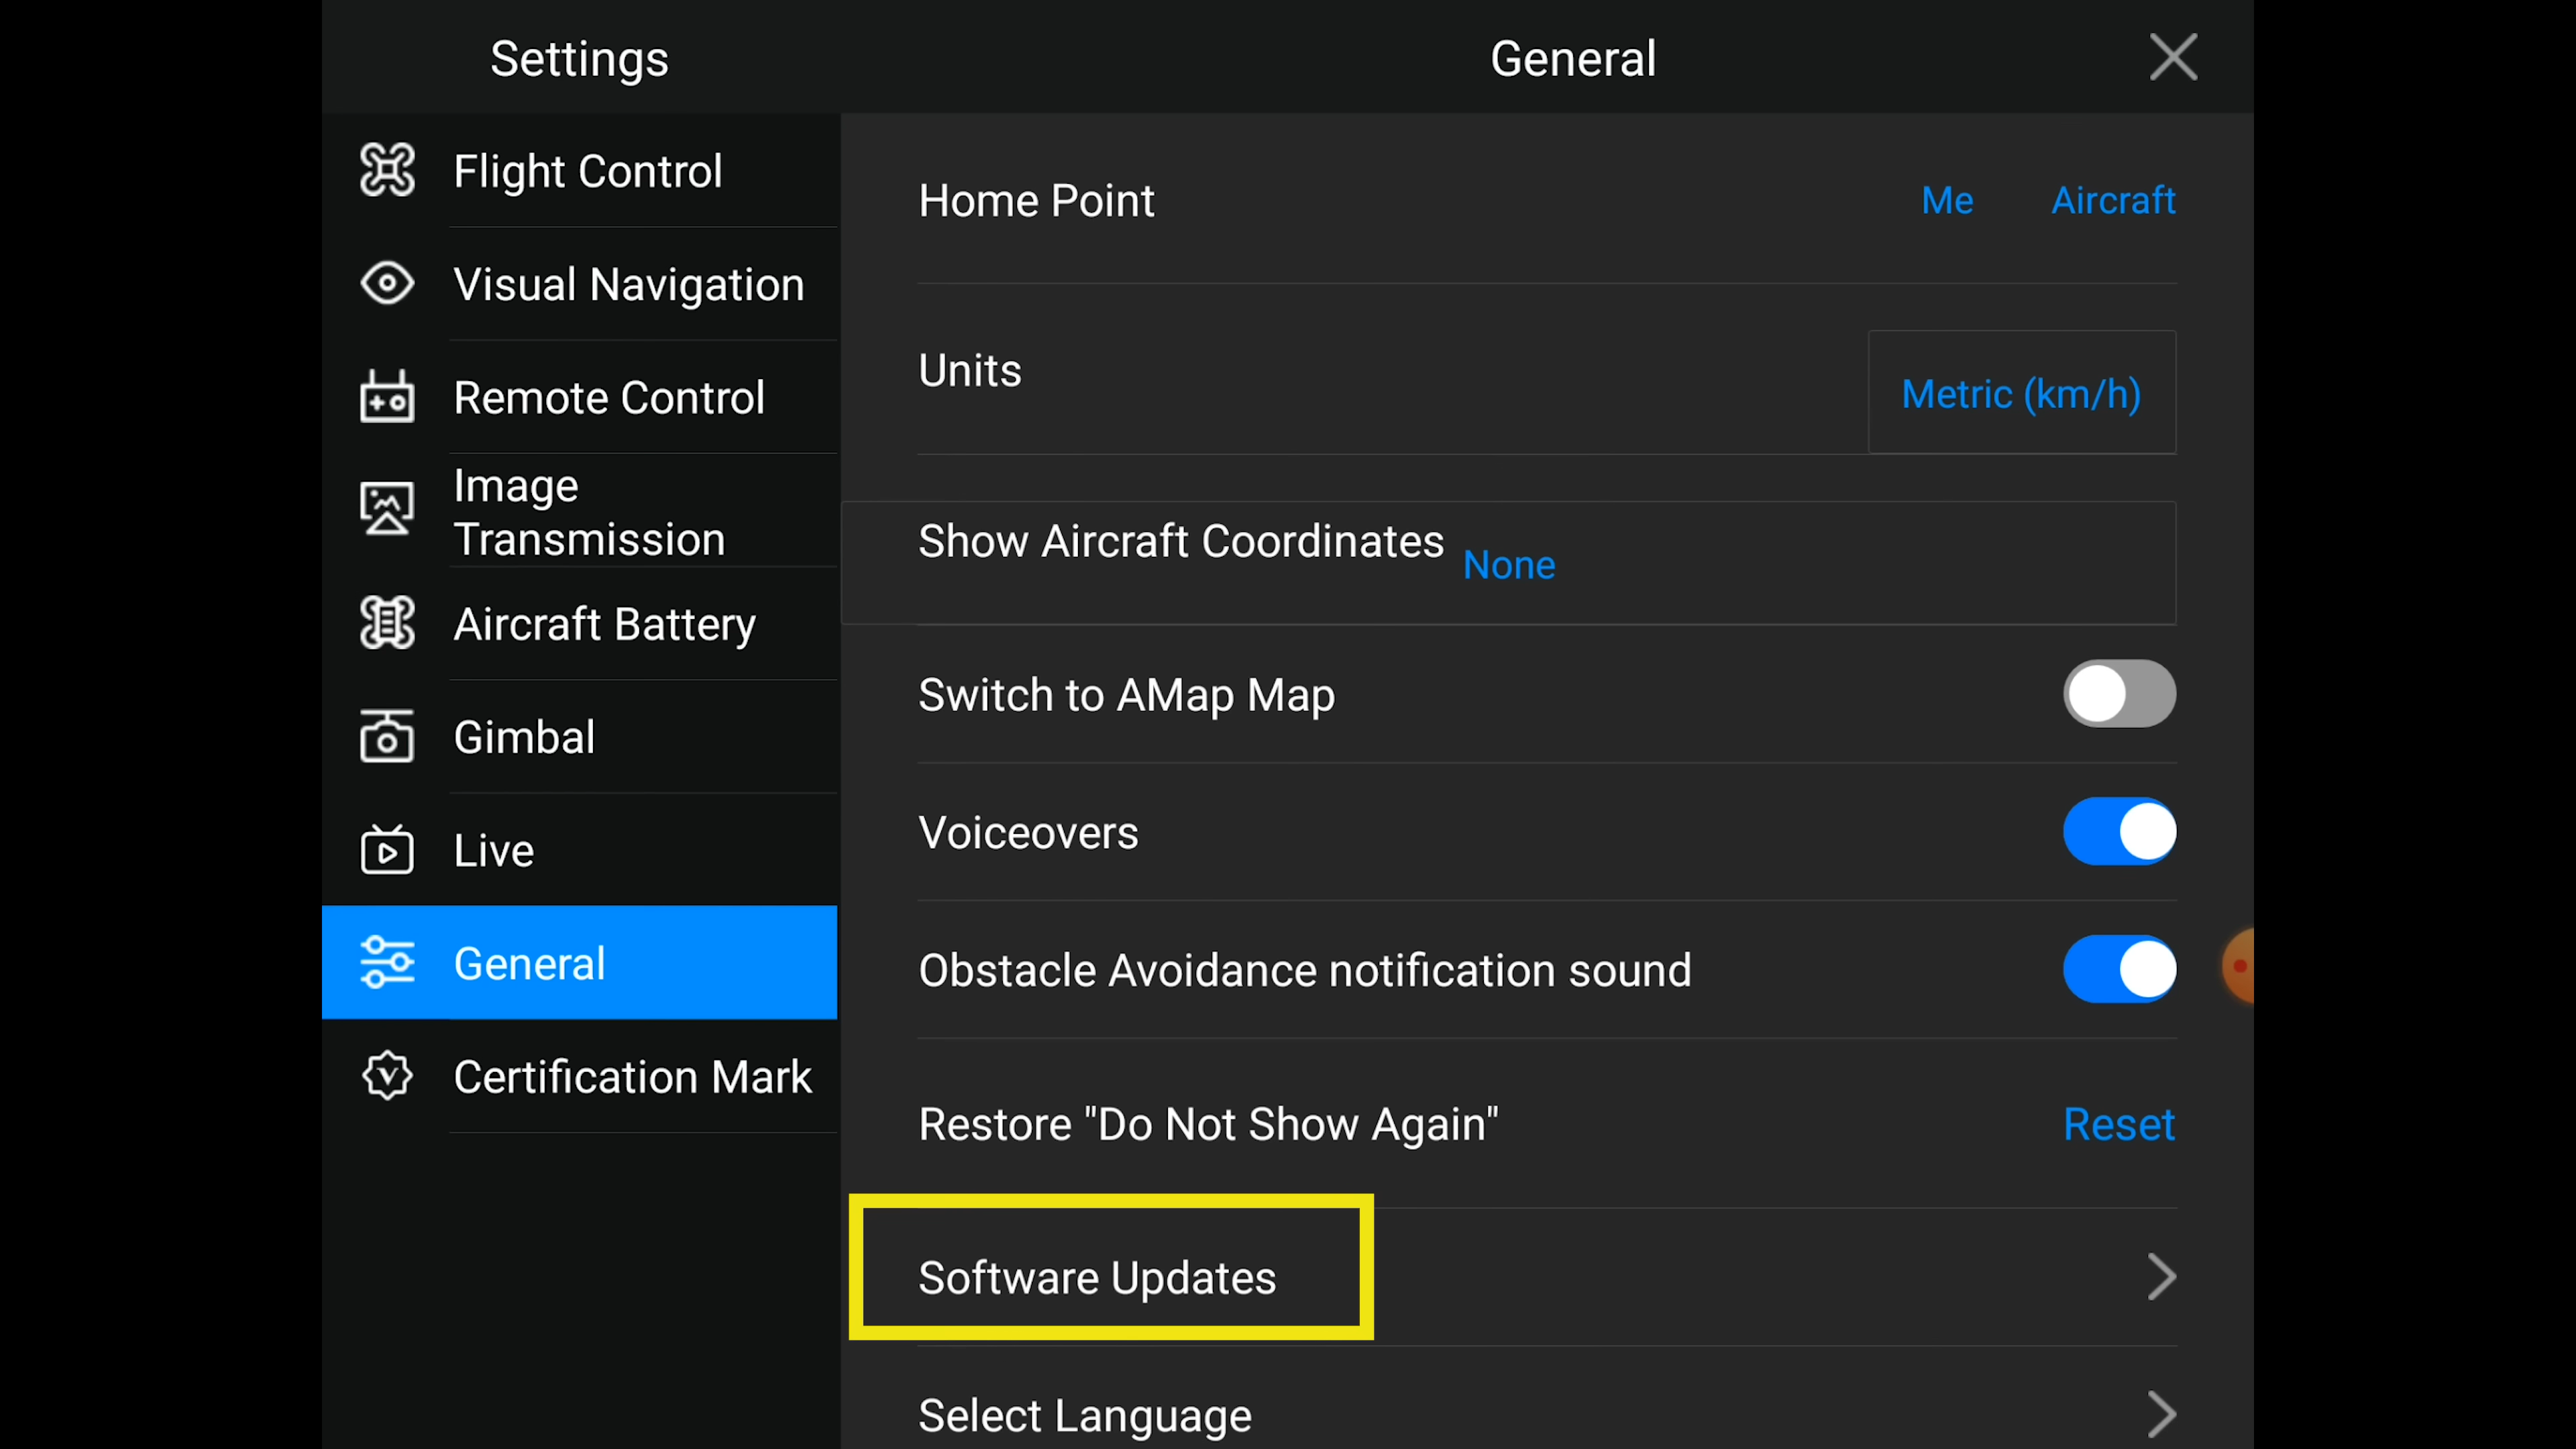 Settings
General
Flight Control
Visual Navigation
Remote Control
Image
Transmission
Aircraft Battery
Gimbal
Live
General
Certification Mark
Home Point Me Aircraft
Units Metric (km/h)
Show Aircraft Coordinates None
Switch to AMap Map
Voiceovers
Obstacle Avoidance notification sound
Restore "Do Not Show Again" Reset
Software Updates
Select Language